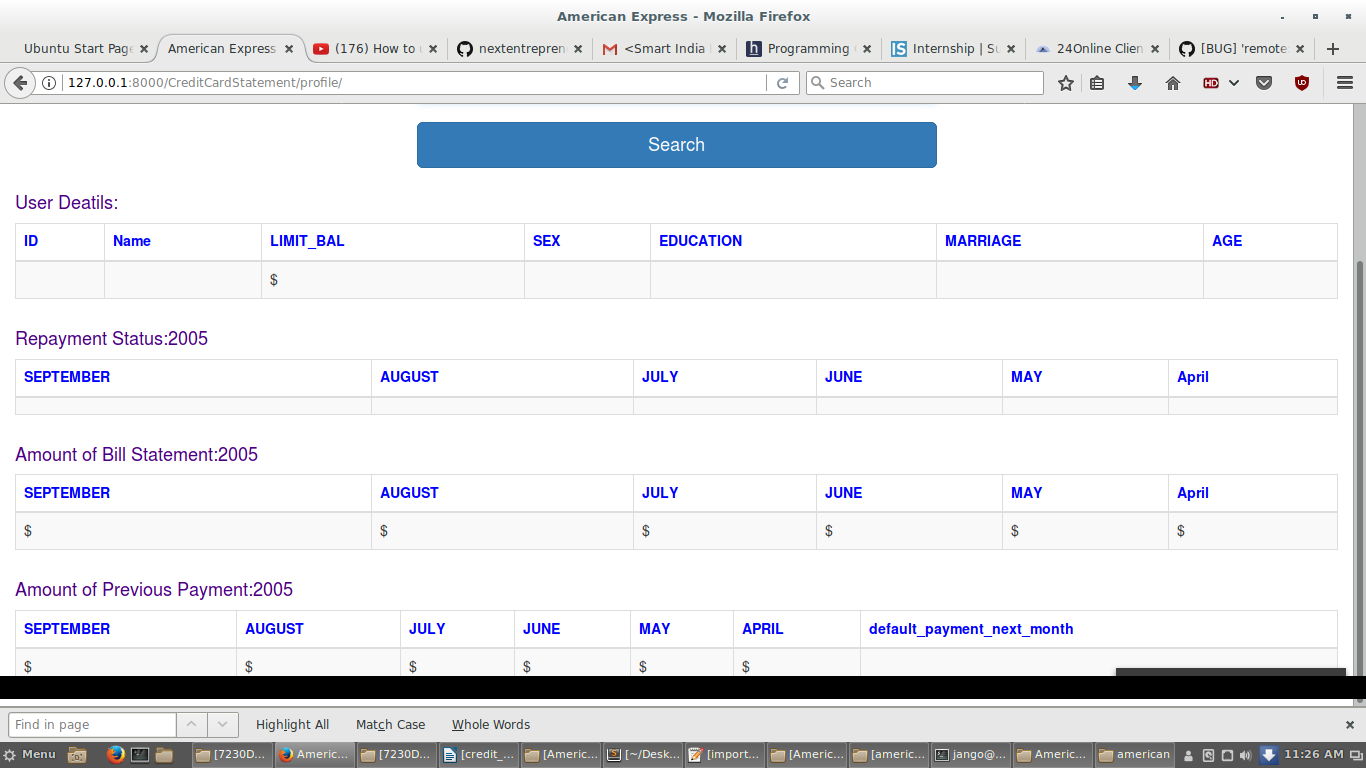 American Express - Mozilla Firefox
Ubuntu Start Page
American Express
(176) How to
nextentrepren
<Smart India
Programming
Internship | Su
24Online Clien
[BUG] 'remote
127.0.0.1:8000/CreditCardStatement/profile/
Search
HD
Search
User Deatils:
ID Name LIMIT_BAL SEX EDUCATION MARRIAGE AGE
$
Repayment Status:2005
SEPTEMBER AUGUST JULY JUNE MAY April
Amount of Bill Statement:2005
SEPTEMBER AUGUST JULY JUNE MAY April
$ $ $ $ $ $
Amount of Previous Payment:2005
SEPTEMBER AUGUST JULY JUNE MAY APRIL default_payment_next_month
$ $ $ $ $ $
Find in page Highlight All Match Case Whole Words
Menu [7230D... Americ... [7230D... [credit_... [Americ... [~/Desk... [import... [Americ... [americ... jango@... Americ... american 11:26 AM